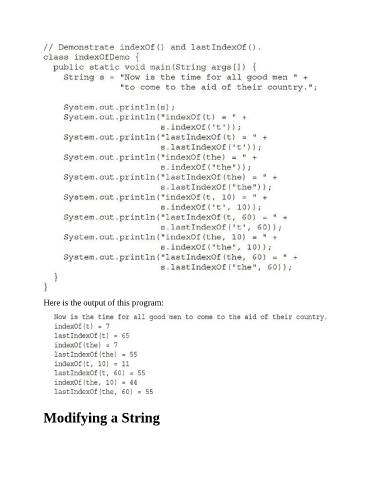 // Demonstrate indexOf() and lastIndexOf().
class indexOfDemo {
public static void main(String args[]) {
String s = "Now is the time for all good men " +
"to come to the aid of their country.";
System.out.println(s);
System.out.println("indexOf(t) = " +
s.indexOf('t'));
System.out.println("lastIndexOf(t) = " +
s.lastIndexOf('t'));
System.out.println("indexOf(the) = " +
s.indexOf("the"));
System.out.println("lastIndexOf(the) = " +
s.lastIndexOf("the"));
System.out.println("indexOf(t, 10) = " +
s.indexOf('t', 10));
System.out.println("lastIndexOf(t, 60) = " +
s.lastIndexOf('t', 60));
System.out.println("indexOf(the, 10) = " +
s.indexOf("the", 10));
System.out.println("lastIndexOf(the, 60) = " +
s.lastIndexOf("the", 60));
}
}
Here is the output of this program:
Now is the time for all good men to come to the aid of their country.
indexOf(t) = 7
lastIndexOf(t) = 65
indexOf(the) = 7
lastIndexOf(the) = 55
indexOf(t, 10) = 11
lastIndexOf(t, 60) = 55
indexOf(the, 10) = 44
lastIndexOf(the, 60) = 55
Modifying a String